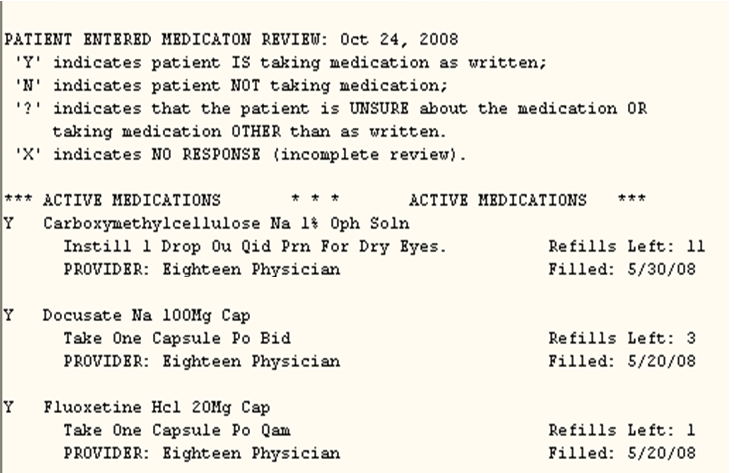 PATIENT ENTERED MEDICATON REVIEW: Oct 24, 2008
'Y' indicates patient IS taking medication as written;
'N' indicates patient NOT taking medication;
'?' indicates that the patient is UNSURE about the medication OR
taking medication OTHER than as written.
'X' indicates NO RESPONSE (incomplete review).
*** ACTIVE MEDICATIONS * * * ACTIVE MEDICATIONS ***
Y Carboxymethylcellulose Na 1% Oph Soln
Instill 1 Drop Ou Qid Prn For Dry Eyes. Refills Left: 11
PROVIDER: Eighteen Physician Filled: 5/30/08
Y Docusate Na 100Mg Cap
Take One Capsule Po Bid Refills Left: 3
PROVIDER: Eighteen Physician Filled: 5/20/08
Y Fluoxetine Hcl 20Mg Cap
Take One Capsule Po Qam Refills Left: 1
PROVIDER: Eighteen Physician Filled: 5/20/08